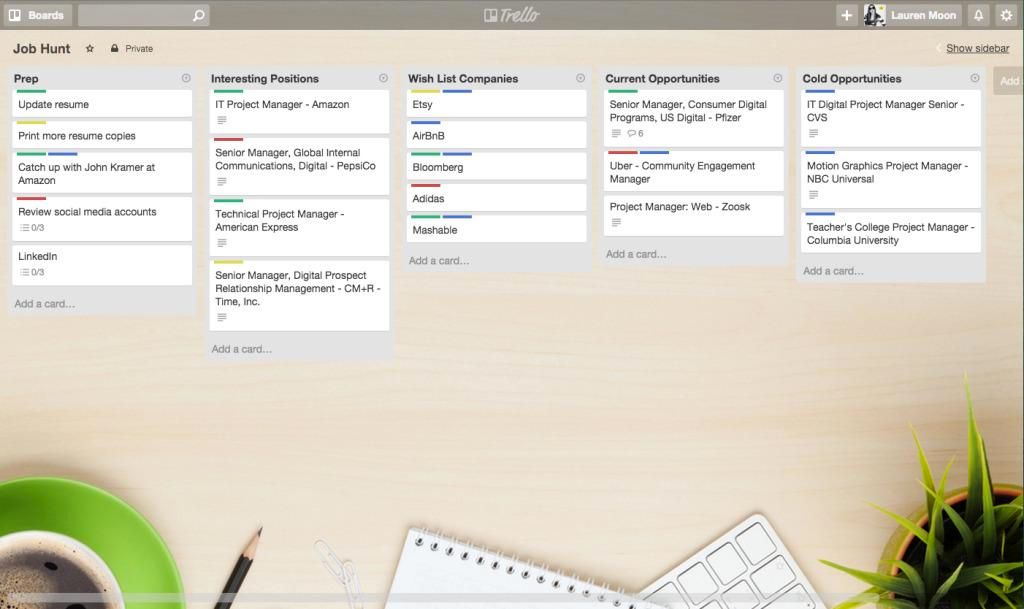 Boards
Trello
Lauren Moon
Job Hunt
Private
Show sidebar
Prep
Update resume
Print more resume copies
Catch up with John Kramer at
Amazon
Review social media accounts
0/3
LinkedIn
0/3
Add a card…
Interesting Positions
IT Project Manager - Amazon
Senior Manager, Global Internal
Communications, Digital - PepsiCo
Technical Project Manager -
American Express
Senior Manager, Digital Prospect
Relationship Management - CM+R -
Time, Inc.
Add a card…
Wish List Companies
Etsy
AirBnB
Bloomberg
Adidas
Mashable
Add a card…
Current Opportunities
Senior Manager, Consumer Digital
Programs, US Digital - Pfizer
6
Uber - Community Engagement
Manager
Project Manager: Web - Zoosk
Add a card…
Cold Opportunities
IT Digital Project Manager Senior -
CVS
Motion Graphics Project Manager -
NBC Universal
Teacher's College Project Manager -
Columbia University
Add a card…
Add